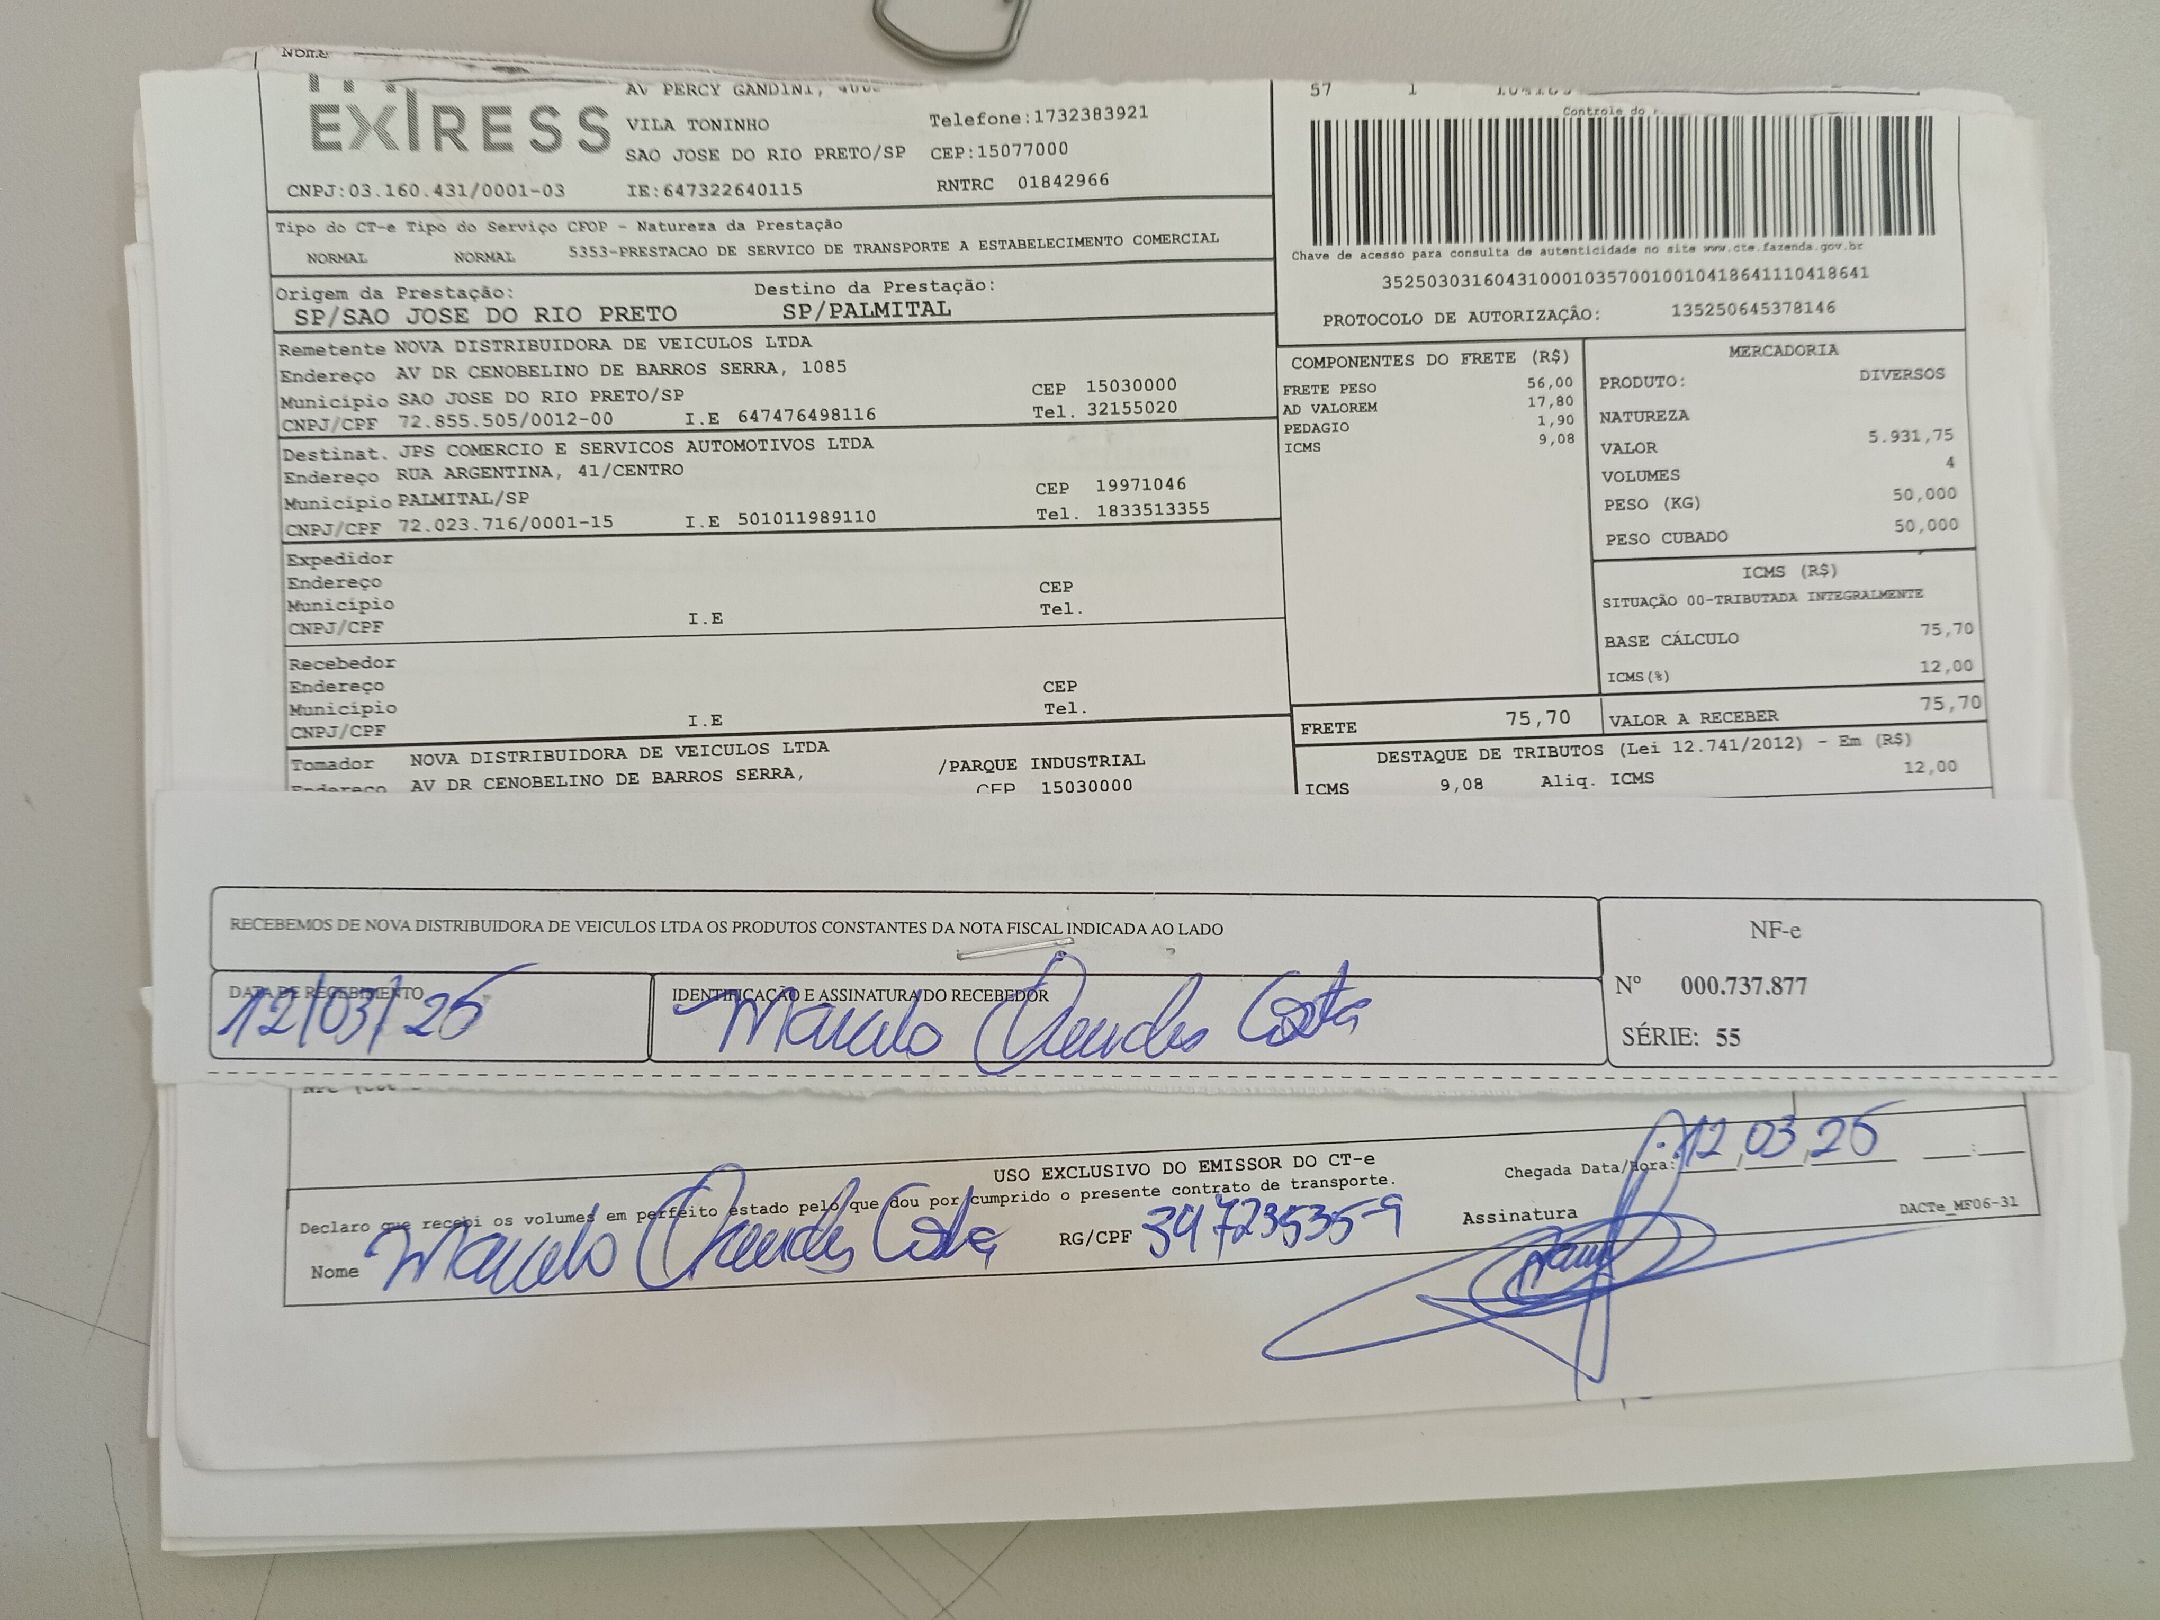 Nome
EXPRESS
AV PERCY GANDINI,
VILA TONINHO
Telefone:1732383921
SAO JOSE DO RIO PRETO/SP CEP:15077000
CNPJ:03.160.431/0001-03 IE:647322640115 RNTRC 01842966
57 1
Controle do
Tipo do CT-e Tipo do Serviço CFOP - Natureza da Prestação
NORMAL NORMAL 5353-PRESTACAO DE SERVICO DE TRANSPORTE A ESTABELECIMENTO COMERCIAL
Chave de acesso para consulta de autenticidade no site www.cte.fazenda.gov.br
35250303160431000103570010010418641110418641
PROTOCOLO DE AUTORIZAÇÃO: 135250645378146
Origem da Prestação: Destino da Prestação:
SP/SAO JOSE DO RIO PRETO SP/PALMITAL
Remetente NOVA DISTRIBUIDORA DE VEICULOS LTDA
Endereço AV DR CENOBELINO DE BARROS SERRA, 1085
Município SAO JOSE DO RIO PRETO/SP CEP 15030000
CNPJ/CPF 72.855.505/0012-00 I.E 647476498116 Tel. 32155020
Destinat. JPS COMERCIO E SERVICOS AUTOMOTIVOS LTDA
Endereço RUA ARGENTINA, 41/CENTRO
Município PALMITAL/SP CEP 19971046
CNPJ/CPF 72.023.716/0001-15 I.E 501011989110 Tel. 1833513355
Expedidor
Endereço CEP
Município Tel.
CNPJ/CPF I.E
Recebedor
Endereço CEP
Município Tel.
CNPJ/CPF I.E
Tomador NOVA DISTRIBUIDORA DE VEICULOS LTDA
Endereço AV DR CENOBELINO DE BARROS SERRA, /PARQUE INDUSTRIAL
CEP 15030000
COMPONENTES DO FRETE (R$)
FRETE PESO 56,00
AD VALOREM 17,80
PEDAGIO 1,90
ICMS 9,08
MERCADORIA
PRODUTO: DIVERSOS
NATUREZA
VALOR 5.931,75
VOLUMES 4
PESO (KG) 50,000
PESO CUBADO 50,000
ICMS (R$)
SITUAÇÃO 00-TRIBUTADA INTEGRALMENTE
BASE CÁLCULO 75,70
ICMS(%) 12,00
FRETE 75,70 VALOR A RECEBER 75,70
DESTAQUE DE TRIBUTOS (Lei 12.741/2012) - Em (R$)
ICMS 9,08 Aliq. ICMS 12,00
RECEBEMOS DE NOVA DISTRIBUIDORA DE VEICULOS LTDA OS PRODUTOS CONSTANTES DA NOTA FISCAL INDICADA AO LADO
DATA DE RECEBIMENTO
12/03/25
IDENTIFICAÇÃO E ASSINATURA DO RECEBEDOR
Marcelo Mendes Costa
NF-e
Nº 000.737.877
SÉRIE: 55
USO EXCLUSIVO DO EMISSOR DO CT-e
Declaro que recebi os volumes em perfeito estado pelo que dou por cumprido o presente contrato de transporte.
Nome Marcelo Mendes Costa RG/CPF 34723535-9
Chegada Data/Hora: 12,03,25
Assinatura
DACTe_MF06-31